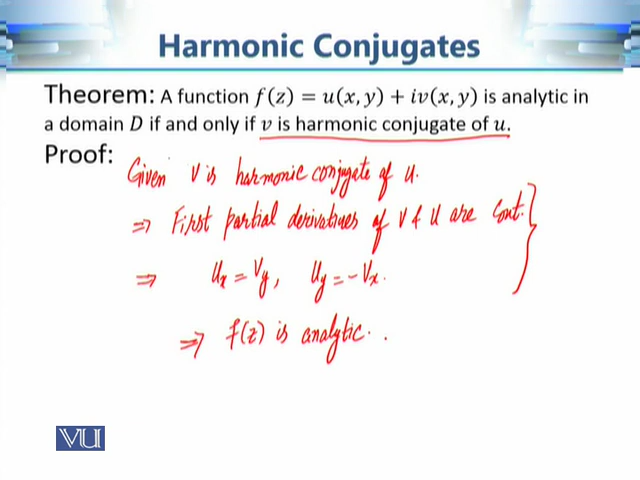 Harmonic Conjugates
Theorem: A function f(z) = u(x, y) + iv(x, y) is analytic in
a domain D if and only if v is harmonic conjugate of u.
Proof:
Given V is harmonic conjugate of u.
⇒ First partial derivatives of V & U are Cont.
⇒ Ux = Vy, Uy = -Vx.
⇒ f(z) is analytic.
VU